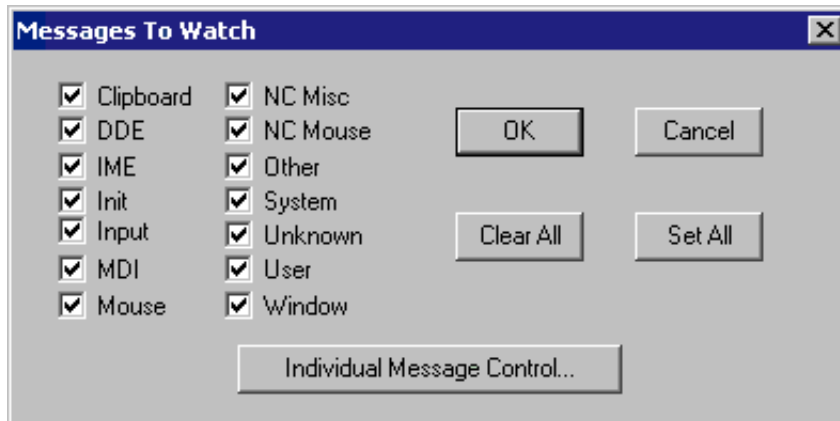 Messages To Watch
Clipboard
DDE
IME
Init
Input
MDI
Mouse
NC Misc
NC Mouse
Other
System
Unknown
User
Window
OK
Cancel
Clear All
Set All
Individual Message Control...